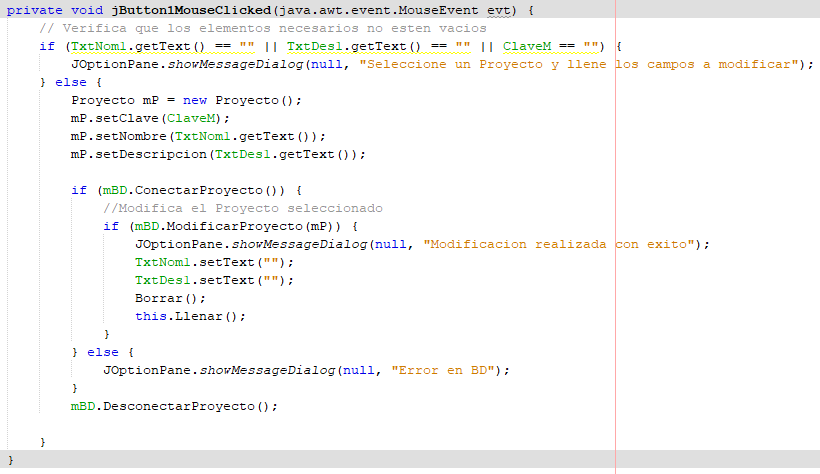 private void jButton1MouseClicked(java.awt.event.MouseEvent evt) {
    // Verifica que los elementos necesarios no esten vacios
    if (TxtNom1.getText() == "" || TxtDes1.getText() == "" || ClaveM == "") {
        JOptionPane.showMessageDialog(null, "Seleccione un Proyecto y llene los campos a modificar");
    } else {
        Proyecto mP = new Proyecto();
        mP.setClave(ClaveM);
        mP.setNombre(TxtNom1.getText());
        mP.setDescripcion(TxtDes1.getText());

        if (mBD.ConectarProyecto()) {
            //Modifica el Proyecto seleccionado
            if (mBD.ModificarProyecto(mP)) {
                JOptionPane.showMessageDialog(null, "Modificacion realizada con exito");
                TxtNom1.setText("");
                TxtDes1.setText("");
                Borrar();
                this.Llenar();
            }
        } else {
            JOptionPane.showMessageDialog(null, "Error en BD");
        }
        mBD.DesconectarProyecto();

    }
}